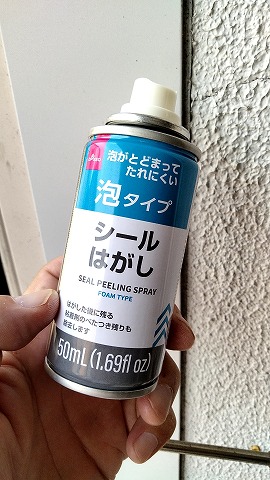 泡がとどまって
たれにくい
泡タイプ
シール
はがし
SEAL PEELING SPRAY
FOAM TYPE
はがした後に残る
粘着剤のべたつき残りも
除去します
50mL(1.69fl oz)